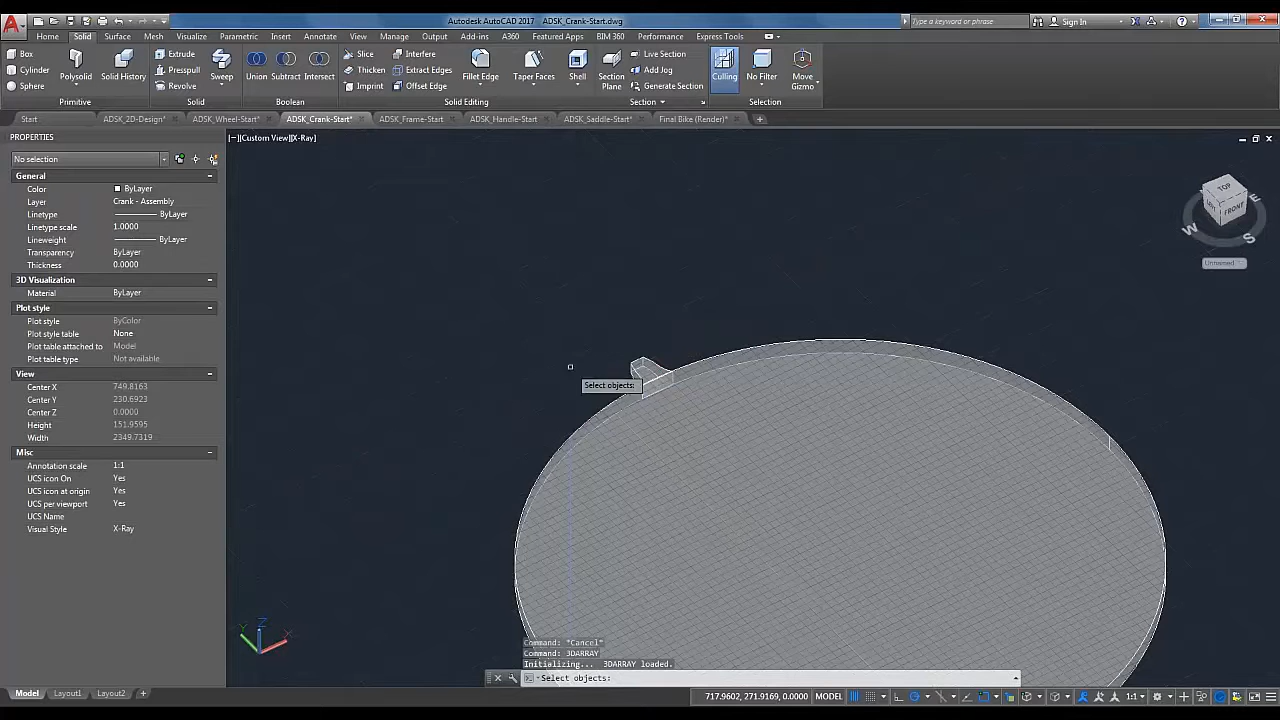 Autodesk AutoCAD 2017 ADSK_Crank-Start.dwg
Type a keyword or phrase
Sign In
Home Solid Surface Mesh Visualize Parametric Insert Annotate View Manage Output Add-ins A360 Featured Apps BIM 360 Performance Express Tools
Box
Cylinder
Sphere
Polysolid
Solid History
Extrude
Presspull
Revolve
Sweep
Union
Subtract
Intersect
Slice
Thicken
Imprint
Interfere
Extract Edges
Offset Edge
Fillet Edge
Taper Faces
Shell
Section
Plane
Live Section
Add Jog
Generate Section
Culling
No Filter
Move
Gizmo
Primitive
Solid
Boolean
Solid Editing
Section
Selection
Start
ADSK_2D-Design*
ADSK_Wheel-Start*
ADSK_Crank-Start*
ADSK_Frame-Start
ADSK_Handle-Start
ADSK_Saddle-Start*
Final Bike (Render)*
PROPERTIES
[−][Custom View][X-Ray]
No selection
General
Color ByLayer
Layer Crank - Assembly
Linetype ByLayer
Linetype scale 1.0000
Lineweight ByLayer
Transparency ByLayer
Thickness 0.0000
3D Visualization
Material ByLayer
Plot style
Plot style ByColor
Plot style table None
Plot table attached to Model
Plot table type Not available
View
Center X 749.8163
Center Y 230.6923
Center Z 0.0000
Height 151.9595
Width 2349.7319
Misc
Annotation scale 1:1
UCS icon On Yes
UCS icon at origin Yes
UCS per viewport Yes
UCS Name
Visual Style X-Ray
TOP
LEFT
FRONT
E
W
S
Unnamed
Select objects:
Z
Y
X
Command: *Cancel*
Command: 3DARRAY
Initializing... 3DARRAY loaded.
Select objects:
Model Layout1 Layout2 +
717.9602, 271.9169, 0.0000 MODEL
1:1